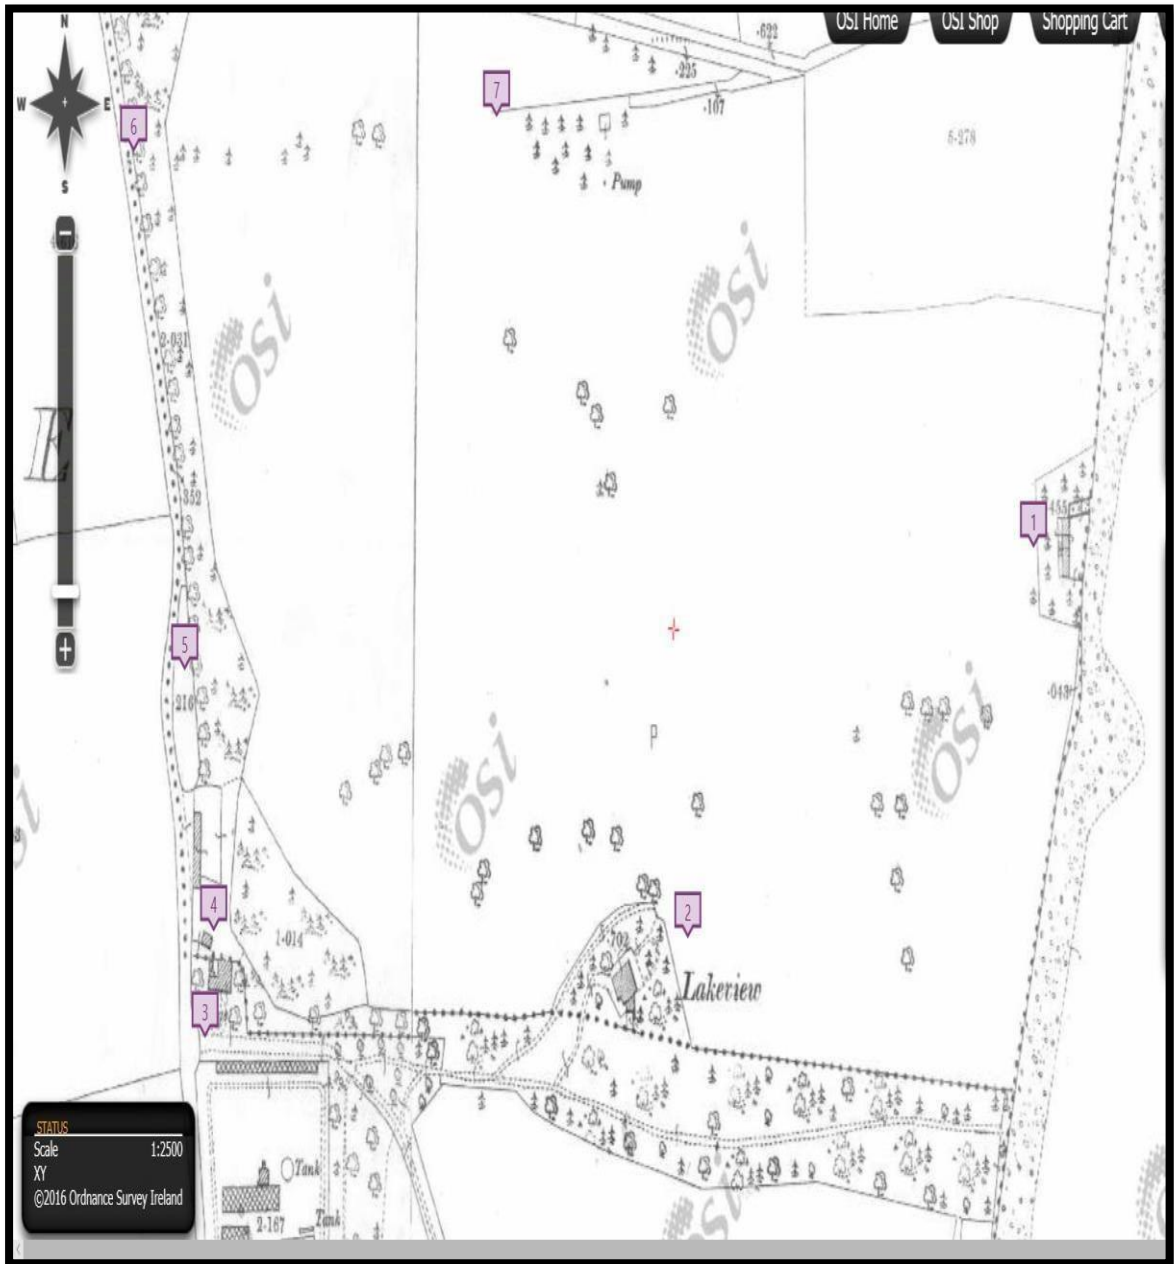 OSI Home
OSI Shop
Shopping Cart
N
W
E
S
·622
·225
7
·107
6
5·278
Pump
osi
osi
2·031
E
·352
·455
1
5
·216
·043
osi
osi
4
2
1·014
·702
Lakeview
3
STATUS
Scale 1:2500
XY
©2016 Ordnance Survey Ireland
Tank
Tank
2·167
osi